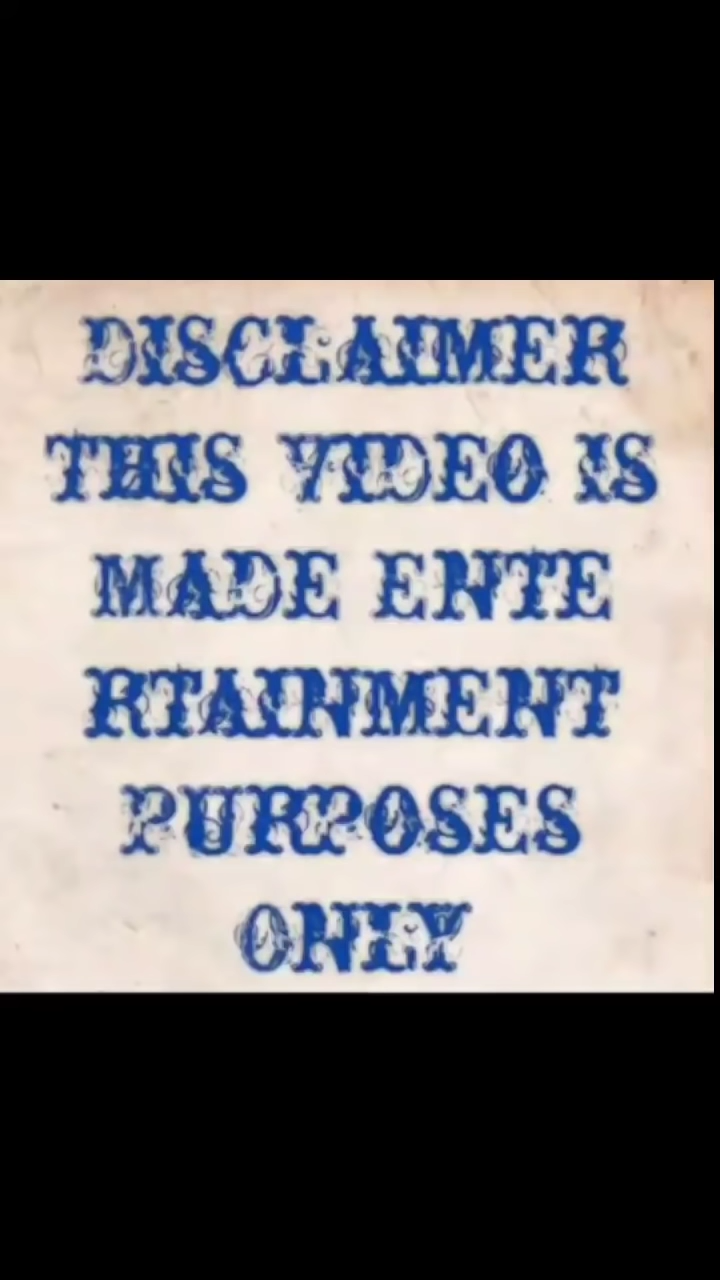 DISCLAIMER
THIS VIDEO IS
MADE ENTE
RTAINMENT
PURPOSES
ONLY